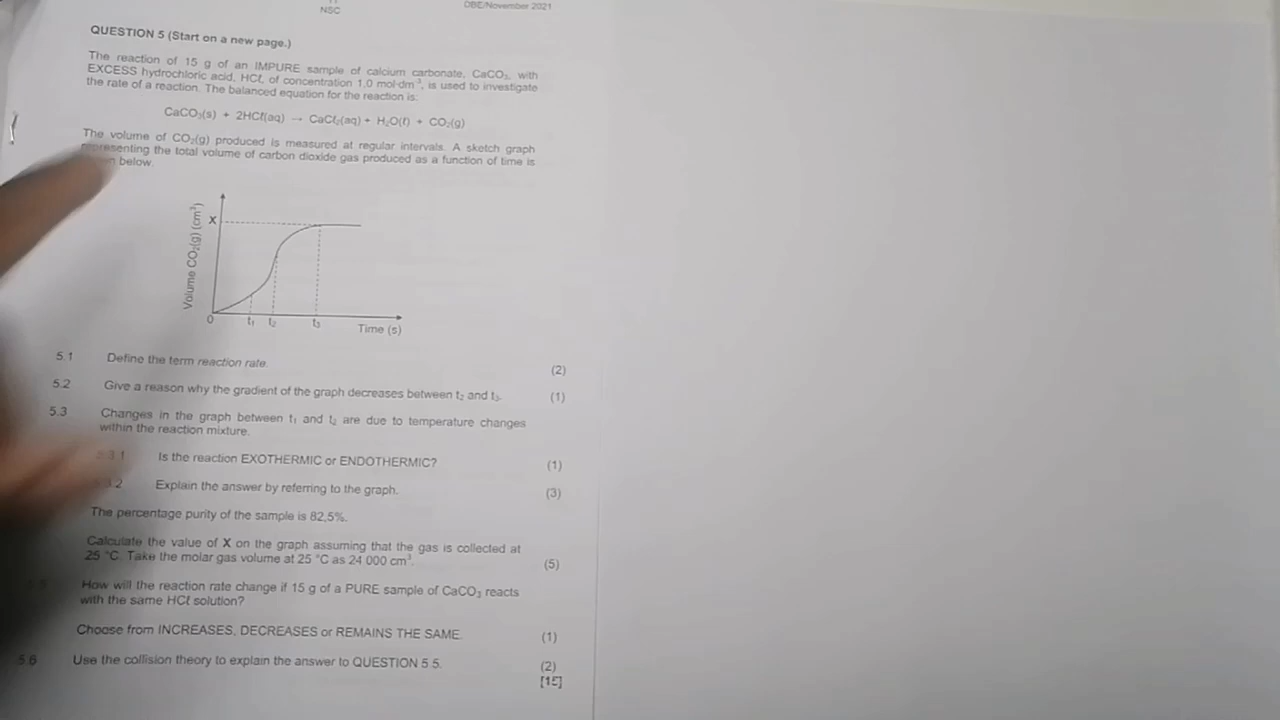 NSC
DBE/November 2021
QUESTION 5 (Start on a new page.)
The reaction of 15 g of an IMPURE sample of calcium carbonate, CaCO₃, with
EXCESS hydrochloric acid, HCℓ, of concentration 1,0 mol·dm⁻³, is used to investigate
the rate of a reaction. The balanced equation for the reaction is:
CaCO₃(s) + 2HCℓ(aq) → CaCℓ₂(aq) + H₂O(ℓ) + CO₂(g)
The volume of CO₂(g) produced is measured at regular intervals. A sketch graph
representing the total volume of carbon dioxide gas produced as a function of time is
below.
Volume CO₂(g) (cm³)
X
0
t₁ t₂ t₃
Time (s)
5.1 Define the term reaction rate. (2)
5.2 Give a reason why the gradient of the graph decreases between t₂ and t₃. (1)
5.3 Changes in the graph between t₁ and t₂ are due to temperature changes
within the reaction mixture.
5.3.1 Is the reaction EXOTHERMIC or ENDOTHERMIC? (1)
Explain the answer by referring to the graph. (3)
The percentage purity of the sample is 82,5%.
Calculate the value of X on the graph assuming that the gas is collected at
25 °C. Take the molar gas volume at 25 °C as 24 000 cm³. (5)
How will the reaction rate change if 15 g of a PURE sample of CaCO₃ reacts
with the same HCℓ solution?
Choose from INCREASES, DECREASES or REMAINS THE SAME. (1)
5.6 Use the collision theory to explain the answer to QUESTION 5.5. (2)
[15]